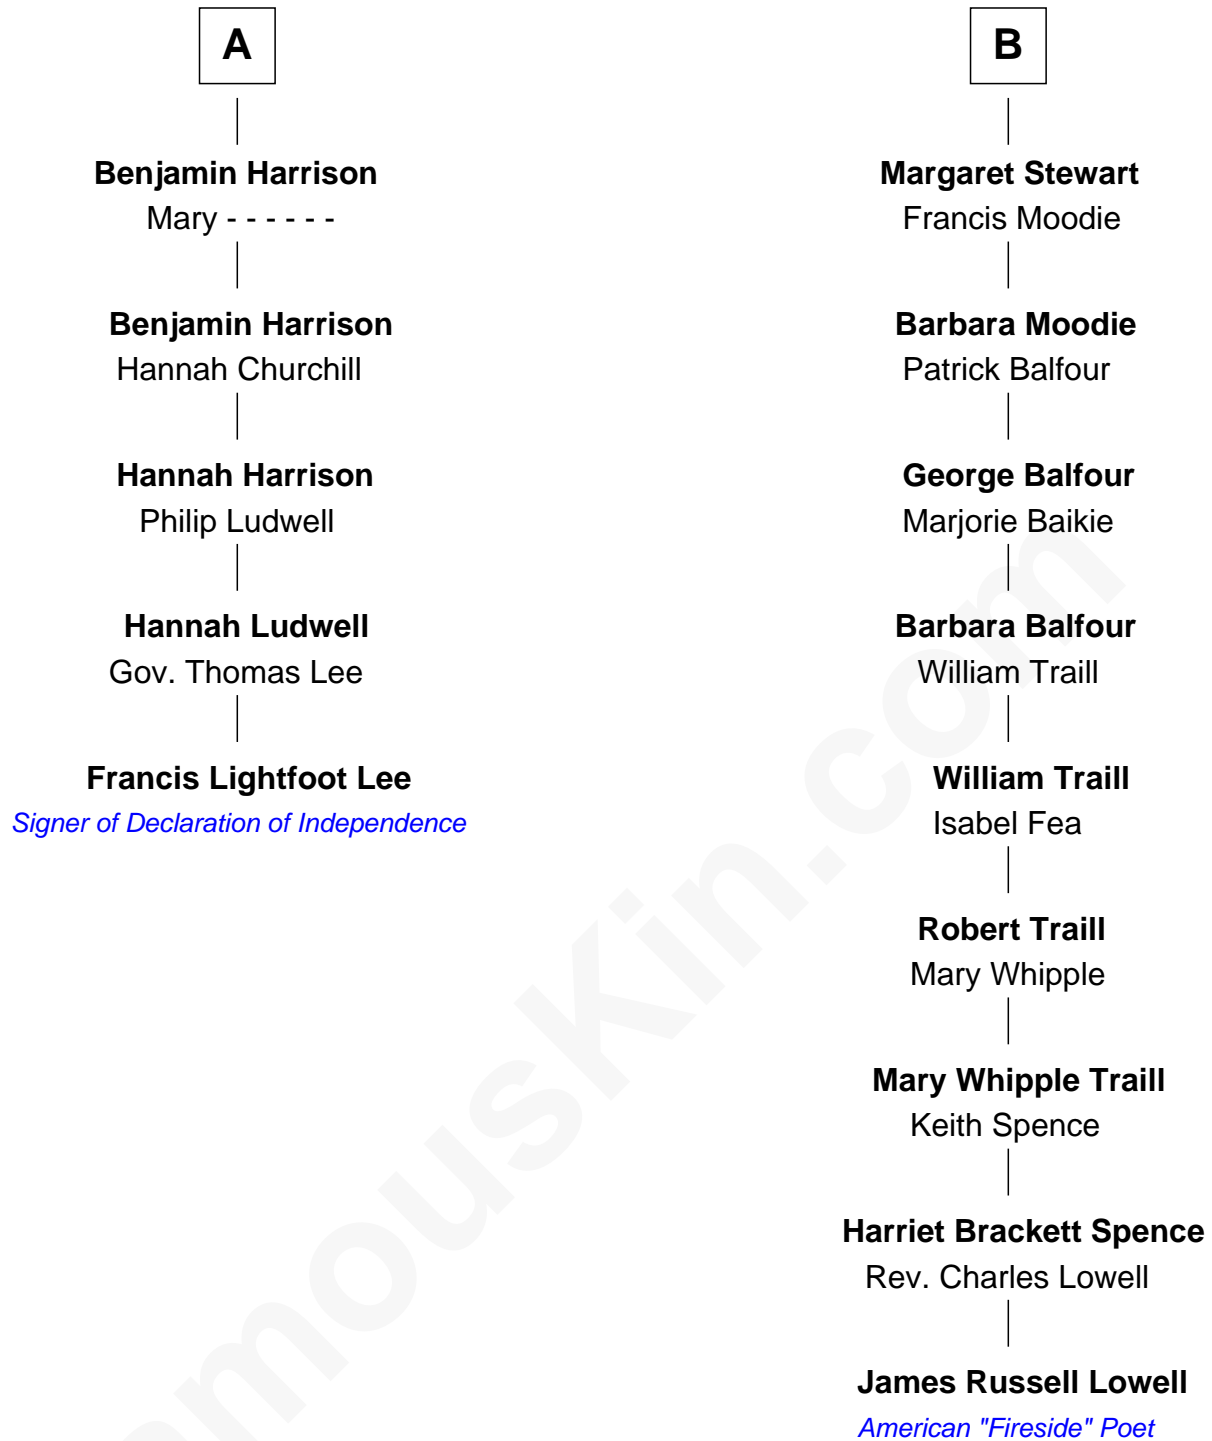 A
Benjamin Harrison
Mary - - - - - -
Benjamin Harrison
Hannah Churchill
Hannah Harrison
Philip Ludwell
Hannah Ludwell
Gov. Thomas Lee
Francis Lightfoot Lee
Signer of Declaration of Independence
B
Margaret Stewart
Francis Moodie
Barbara Moodie
Patrick Balfour
George Balfour
Marjorie Baikie
Barbara Balfour
William Traill
William Traill
Isabel Fea
Robert Traill
Mary Whipple
Mary Whipple Traill
Keith Spence
Harriet Brackett Spence
Rev. Charles Lowell
James Russell Lowell
American "Fireside" Poet
amouskin.com